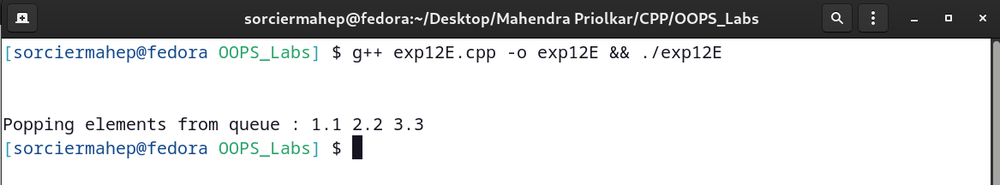 sorciermahep@fedora:~/Desktop/Mahendra Priolkar/CPP/OOPS_Labs
[sorciermahep@fedora OOPS_Labs] $ g++ exp12E.cpp -o exp12E && ./exp12E
Popping elements from queue : 1.1 2.2 3.3
[sorciermahep@fedora OOPS_Labs] $